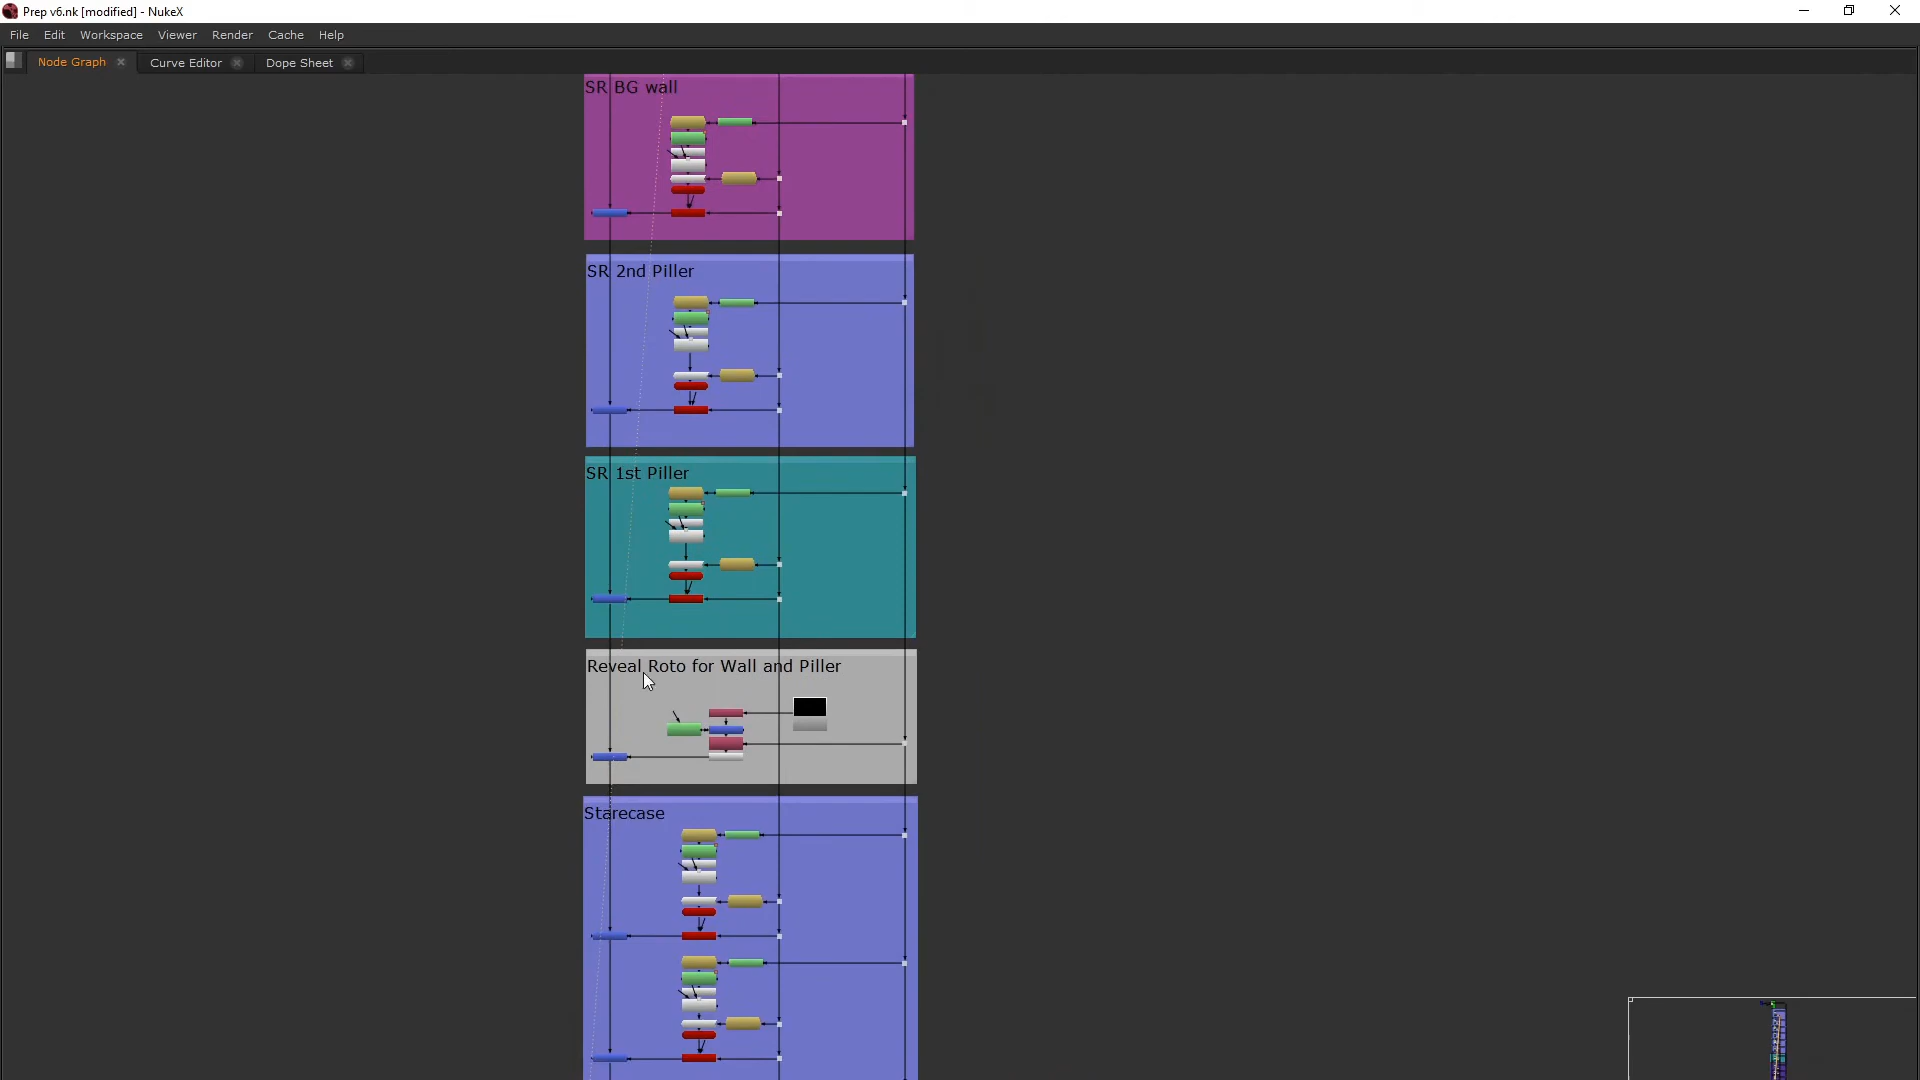 Prep v6.nk [modified] - NukeX
File Edit Workspace Viewer Render Cache Help
Node Graph Curve Editor Dope Sheet
SR BG wall
SR 2nd Piller
SR 1st Piller
Reveal Roto for Wall and Piller
Starecase